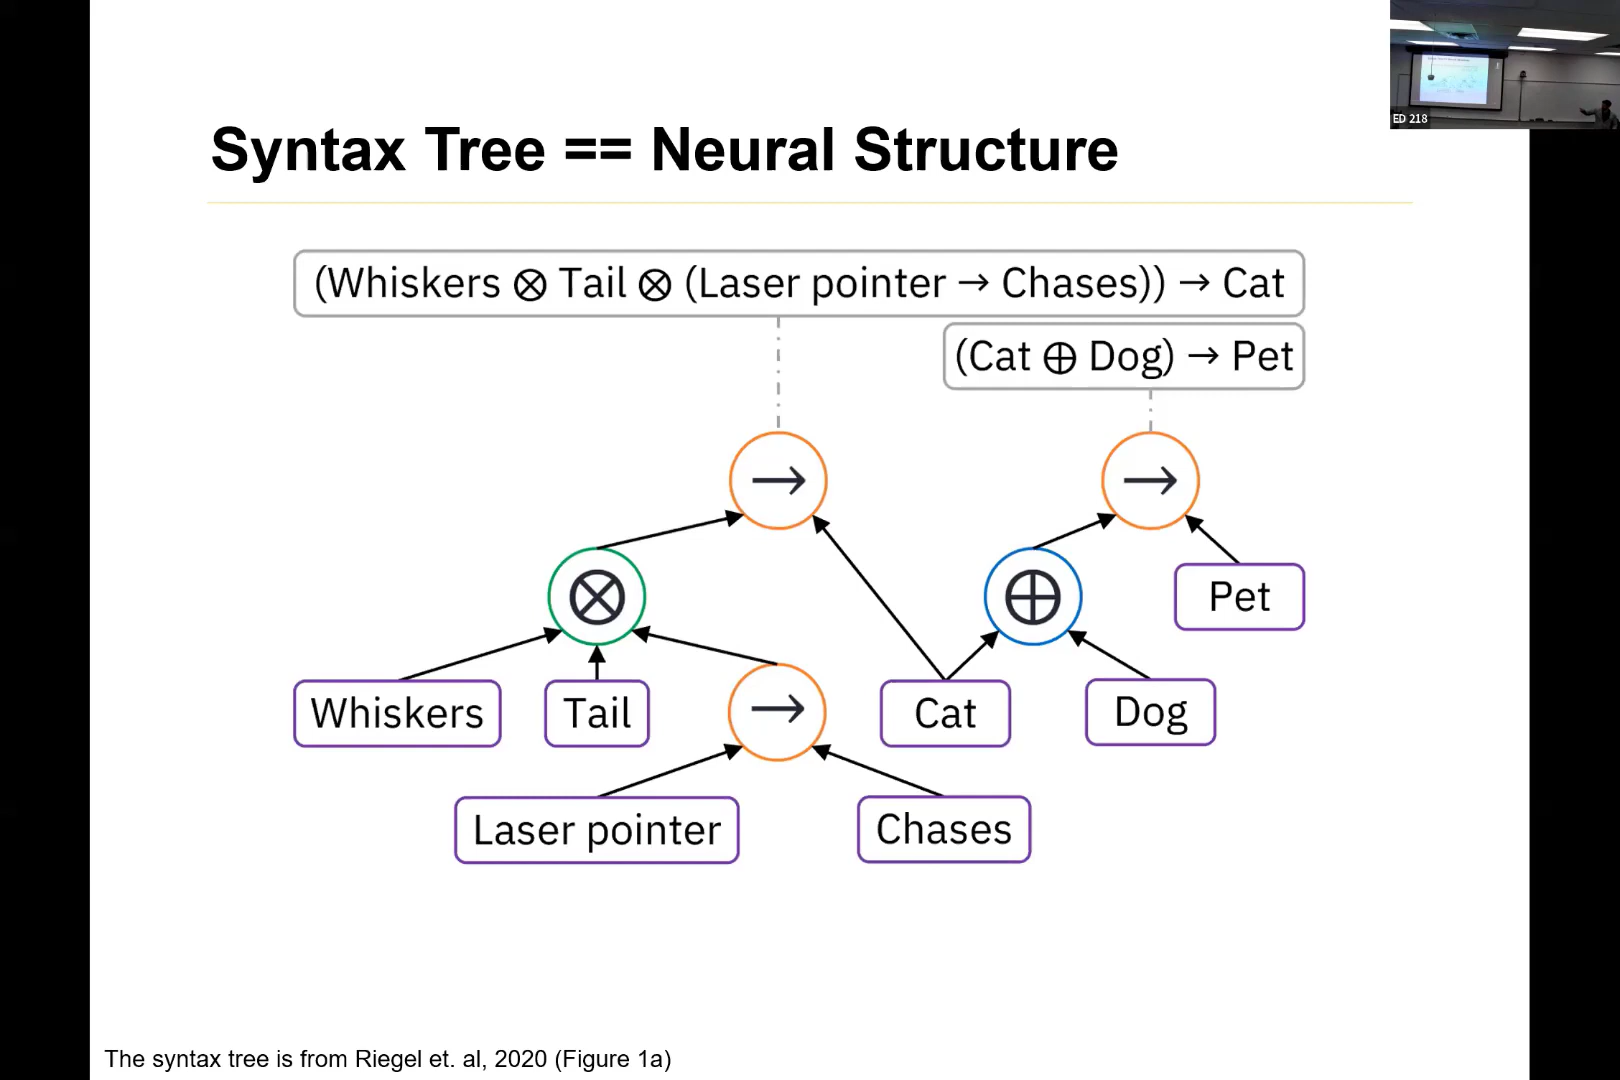 ED 218
Syntax Tree == Neural Structure
(Whiskers ⊗ Tail ⊗ (Laser pointer → Chases)) → Cat
(Cat ⊕ Dog) → Pet
→ →
⊗ ⊕ Pet
Whiskers Tail → Cat Dog
Laser pointer Chases
The syntax tree is from Riegel et. al, 2020 (Figure 1a)